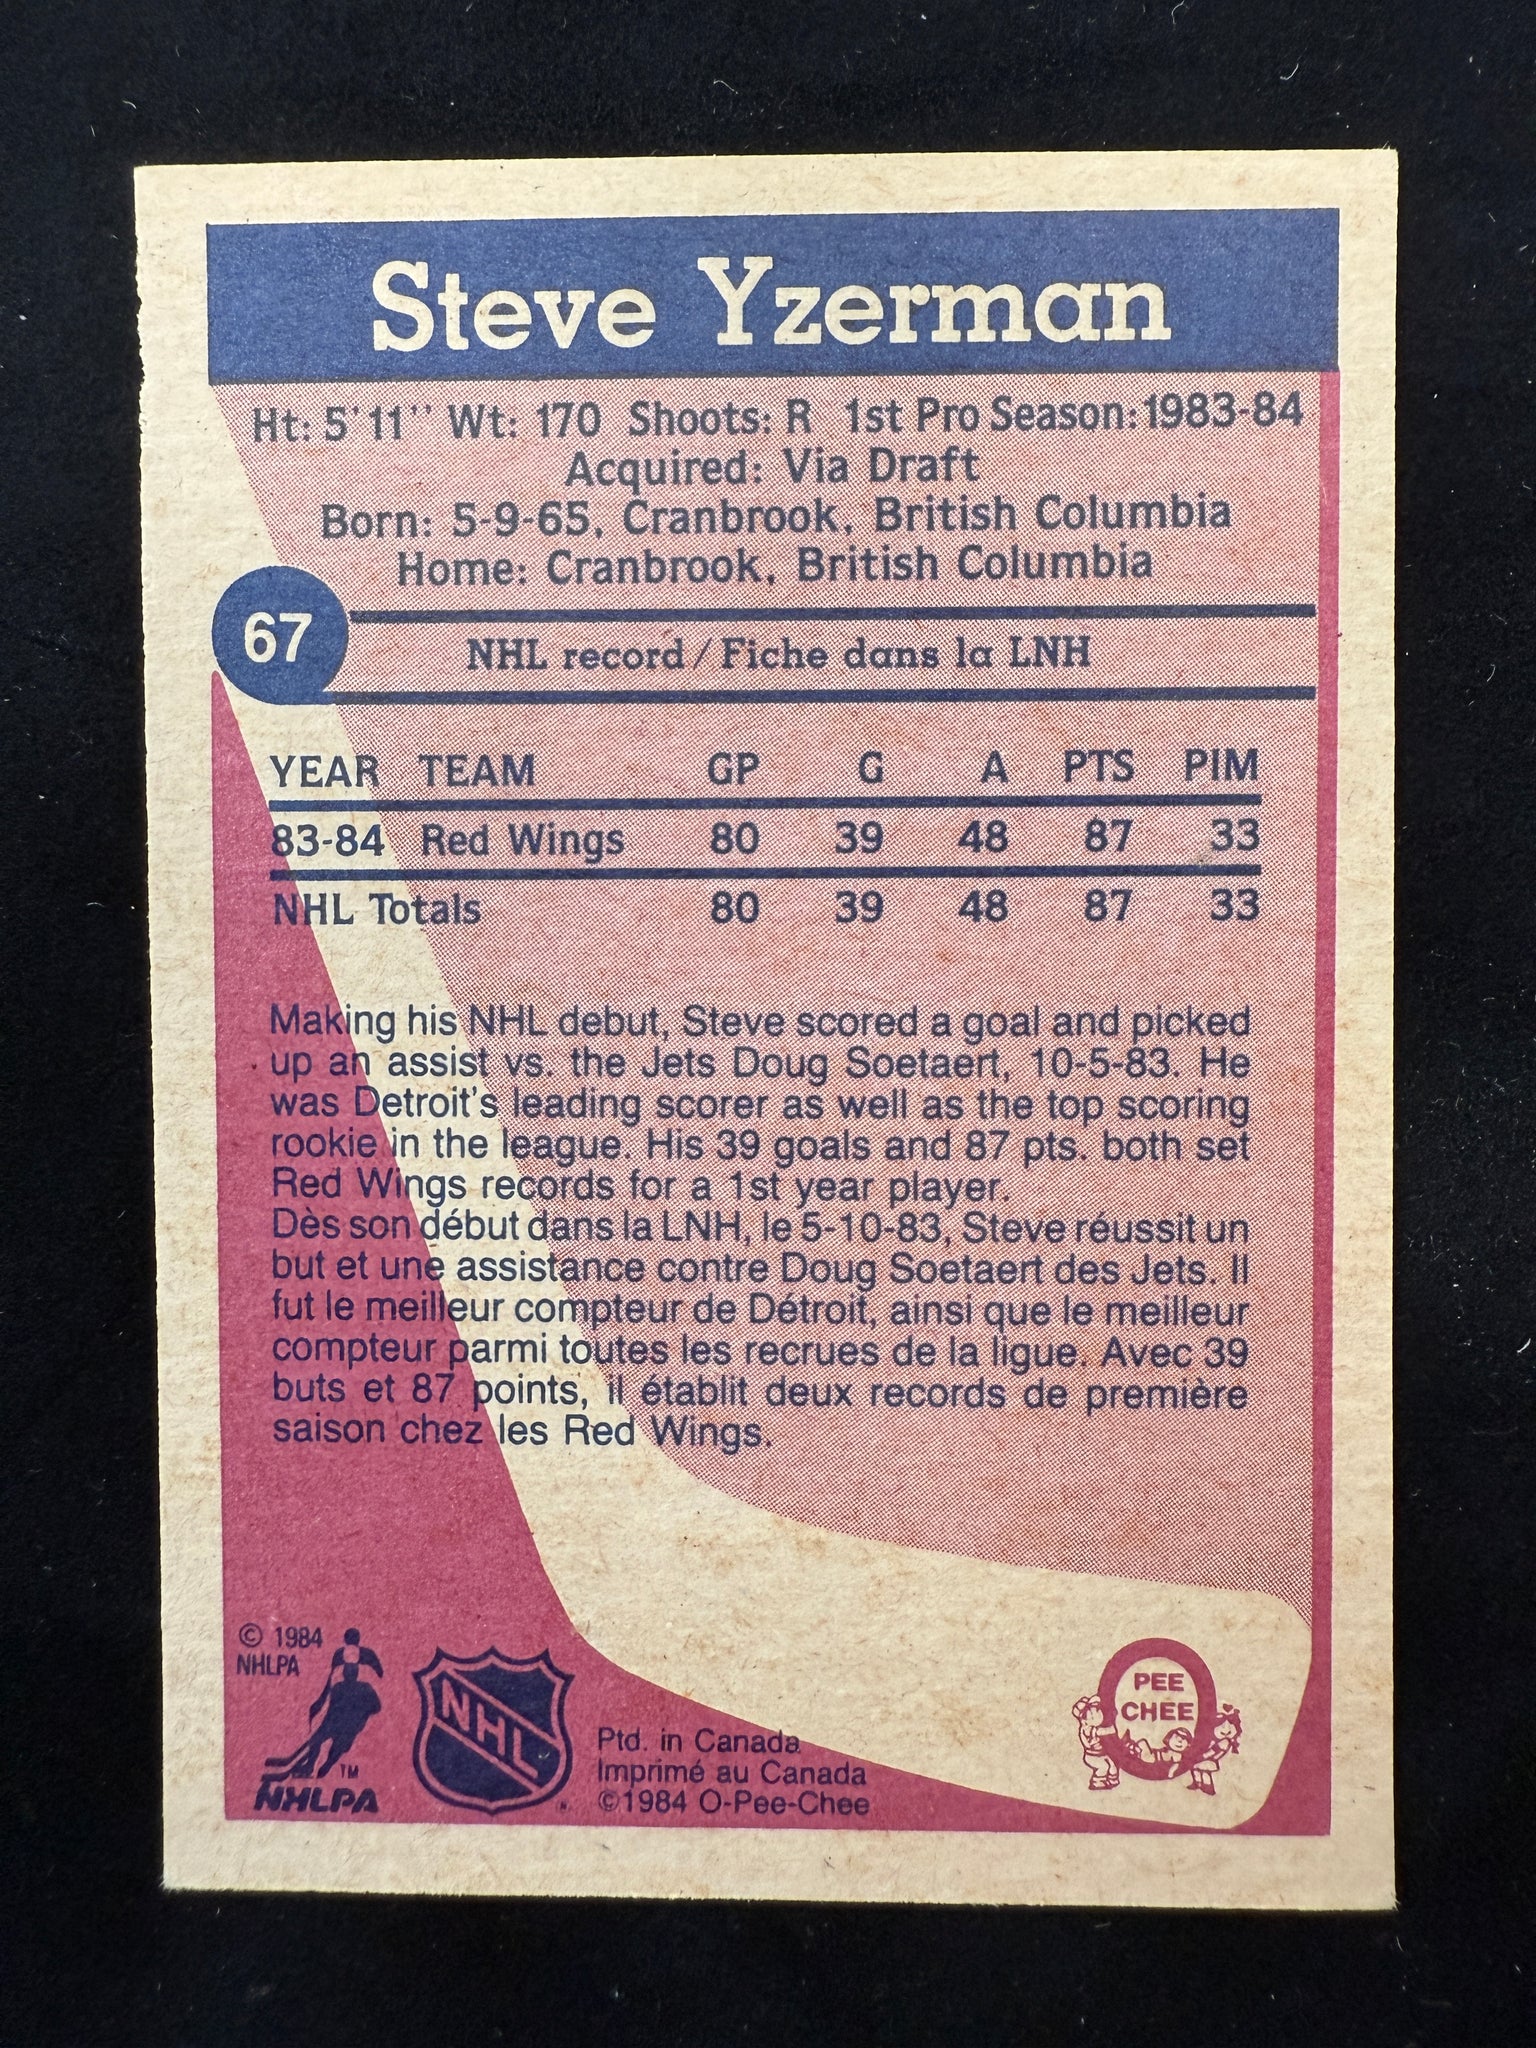 Steve Yzerman
Ht: 5'11" Wt: 170 Shoots: R 1st Pro Season: 1983-84
Acquired: Via Draft
Born: 5-9-65, Cranbrook, British Columbia
Home: Cranbrook, British Columbia
67
NHL record / Fiche dans la LNH
YEAR TEAM GP G A PTS PIM
83-84 Red Wings 80 39 48 87 33
NHL Totals 80 39 48 87 33
Making his NHL debut, Steve scored a goal and picked
up an assist vs. the Jets Doug Soetaert, 10-5-83. He
was Detroit's leading scorer as well as the top scoring
rookie in the league. His 39 goals and 87 pts. both set
Red Wings records for a 1st year player.
Dès son début dans la LNH, le 5-10-83, Steve réussit un
but et une assistance contre Doug Soetaert des Jets. Il
fut le meilleur compteur de Détroit, ainsi que le meilleur
compteur parmi toutes les recrues de la ligue. Avec 39
buts et 87 points, il établit deux records de première
saison chez les Red Wings.
© 1984
NHLPA
TM
NHLPA
NHL
Ptd. in Canada
Imprimé au Canada
©1984 O-Pee-Chee
PEE
CHEE